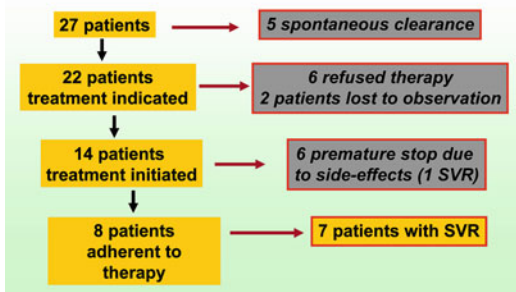 27 patients
5 spontaneous clearance
22 patients
treatment indicated
6 refused therapy
2 patients lost to observation
14 patients
treatment initiated
6 premature stop due
to side-effects (1 SVR)
8 patients
adherent to
therapy
7 patients with SVR